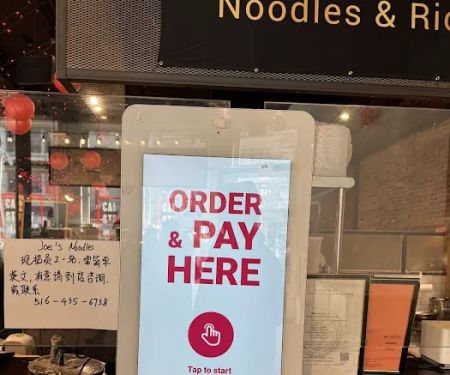 Noodles & Ric
ORDER
& PAY
HERE
Tap to start
Joe's Noodles
英文,有意请到店咨询.
或联系
516-435-6738